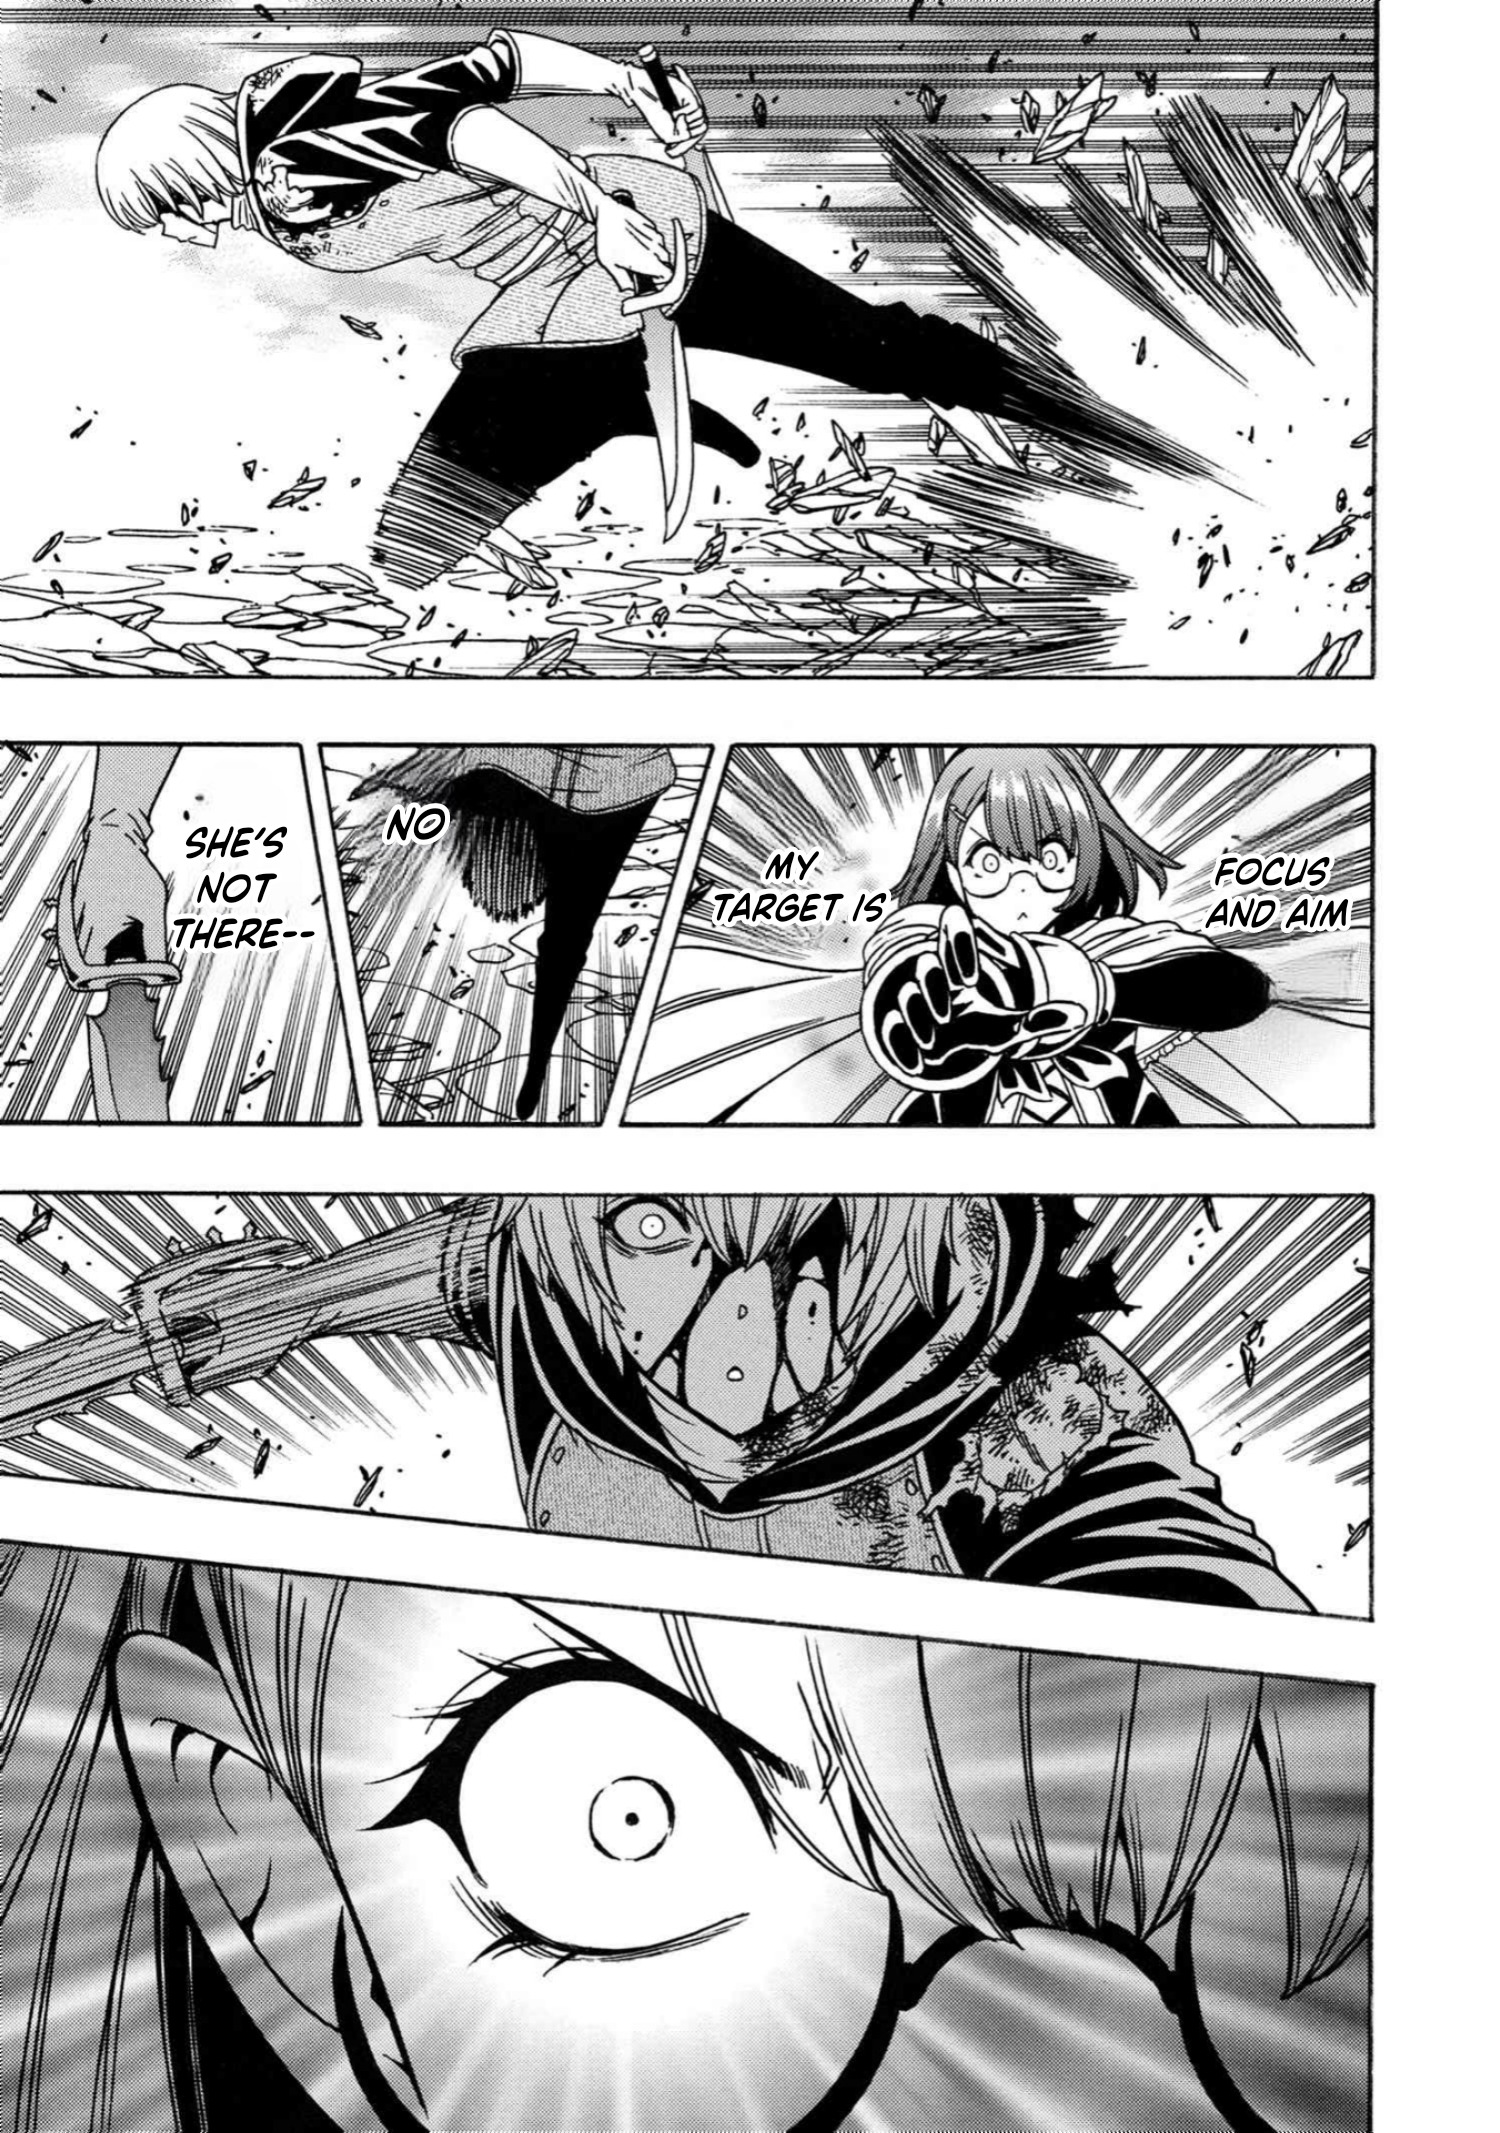 FOCUS
AND AIM
MY
TARGET IS
NO
SHE'S
NOT
THERE--